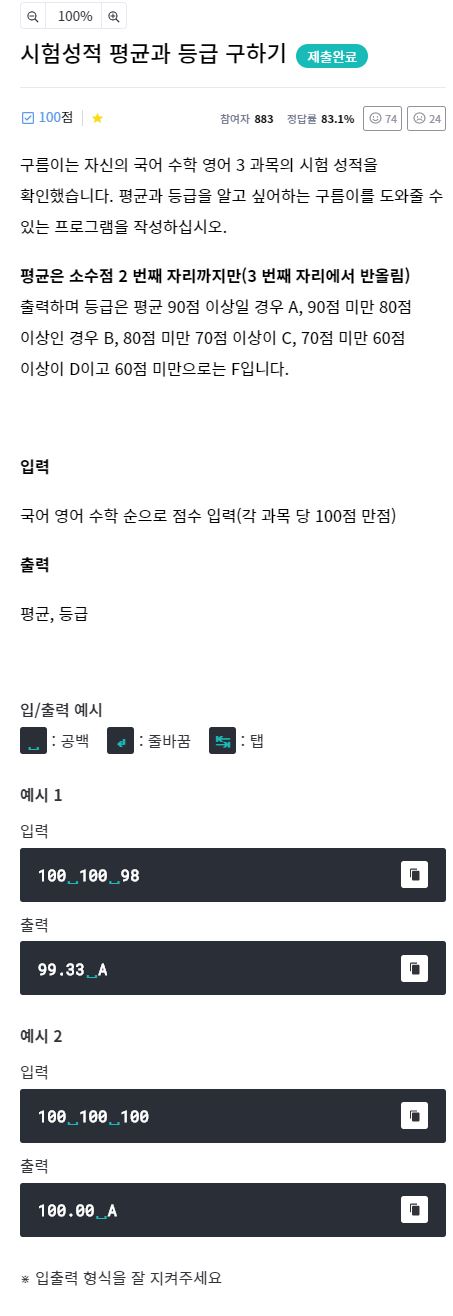 100%
시험성적 평균과 등급 구하기 제출완료
100점 참여자 883 정답률 83.1% 74 24
구름이는 자신의 국어 수학 영어 3 과목의 시험 성적을
확인했습니다. 평균과 등급을 알고 싶어하는 구름이를 도와줄 수
있는 프로그램을 작성하십시오.
평균은 소수점 2 번째 자리까지만(3 번째 자리에서 반올림)
출력하며 등급은 평균 90점 이상일 경우 A, 90점 미만 80점
이상인 경우 B, 80점 미만 70점 이상이 C, 70점 미만 60점
이상이 D이고 60점 미만으로는 F입니다.
입력
국어 영어 수학 순으로 점수 입력(각 과목 당 100점 만점)
출력
평균, 등급
입/출력 예시
␣ : 공백 ↲ : 줄바꿈 ↹ : 탭
예시 1
입력
100␣100␣98
출력
99.33␣A
예시 2
입력
100␣100␣100
출력
100.00␣A
※ 입출력 형식을 잘 지켜주세요